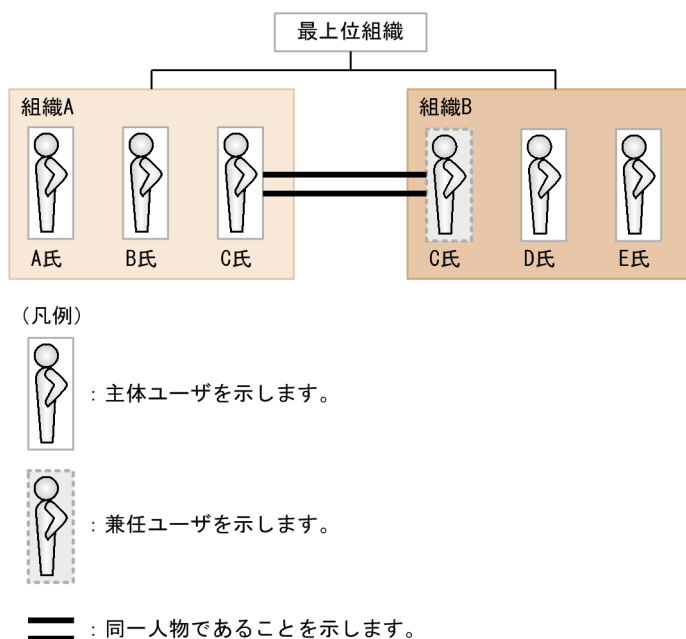 最上位組織
組織A
組織B
A氏 B氏 C氏 C氏 D氏 E氏
(凡例)
: 主体ユーザを示します。
: 兼任ユーザを示します。
: 同一人物であることを示します。